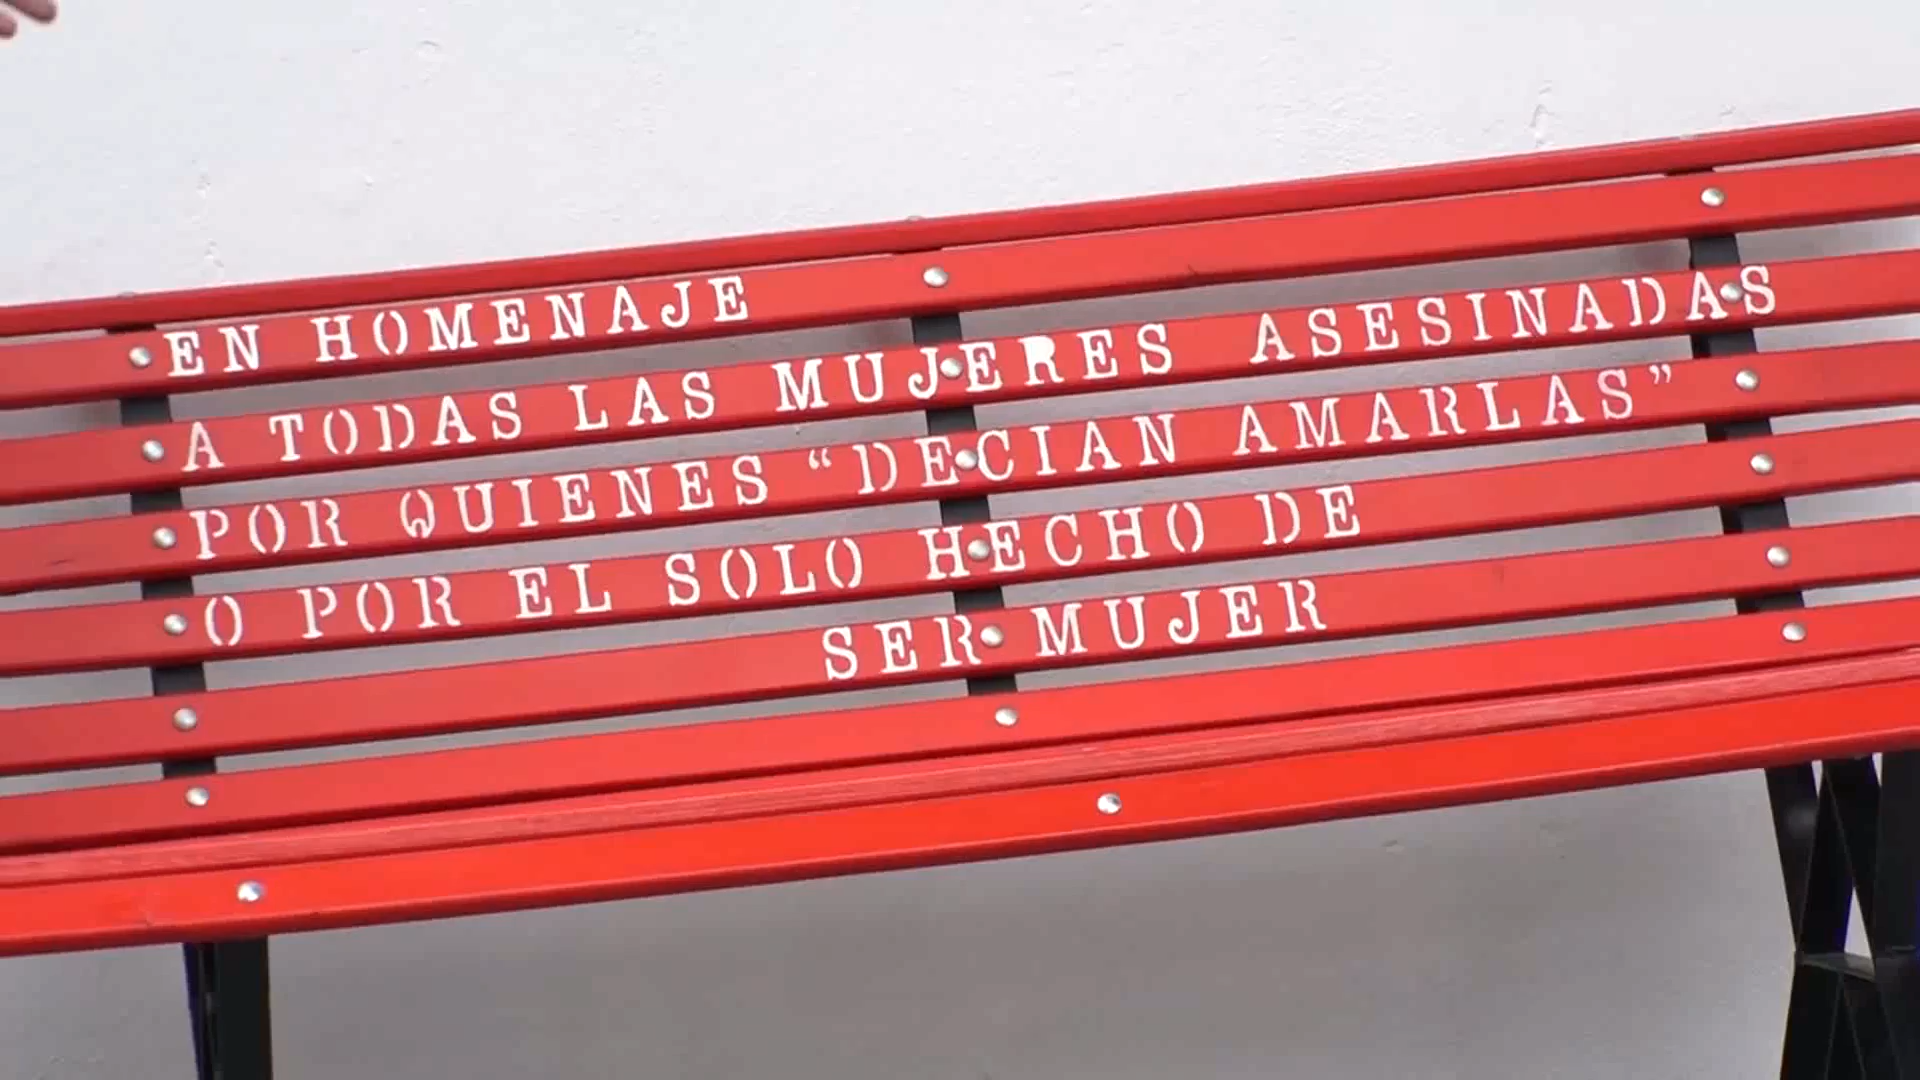 EN HOMENAJE
A TODAS LAS MUJERES ASESINADAS
POR QUIENES “DECIAN AMARLAS”
O POR EL SOLO HECHO DE
SER MUJER